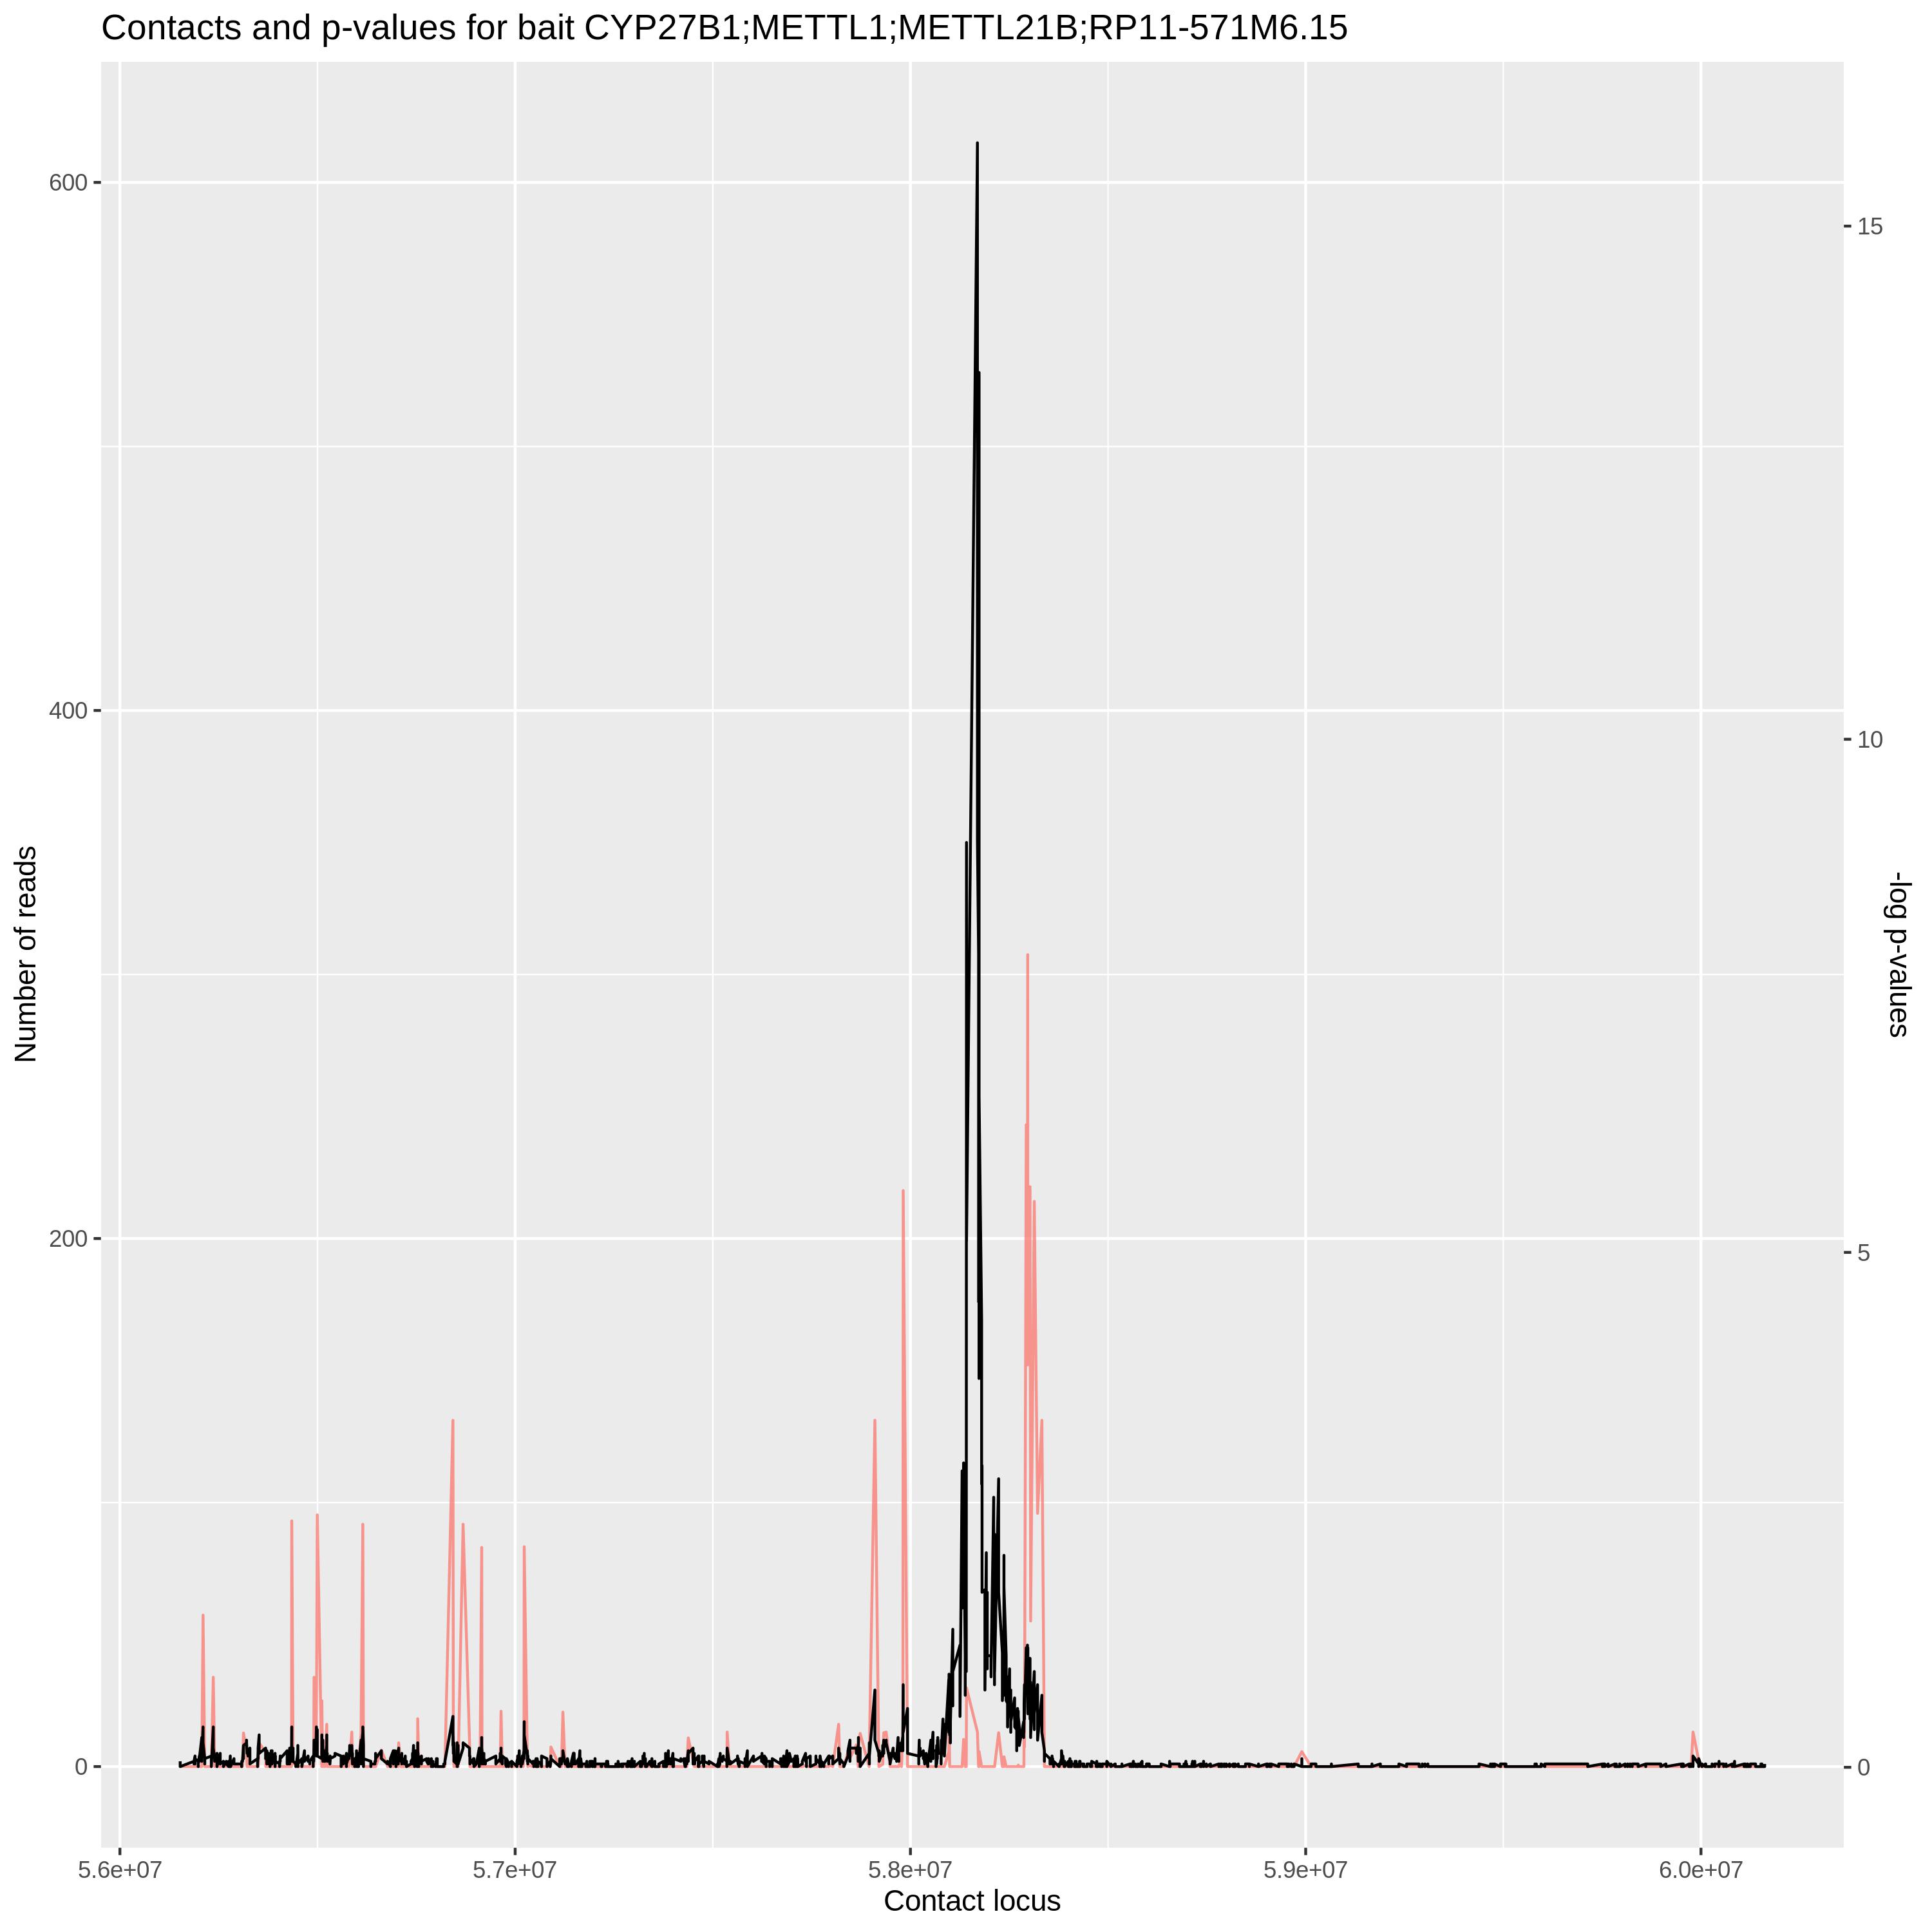 Contacts and p-values for bait CYP27B1;METTL1;METTL21B;RP11-571M6.15
600
400
200
0
Number of reads
15
10
5
0
-log p-values
5.6e+07
5.7e+07
5.8e+07
5.9e+07
6.0e+07
Contact locus